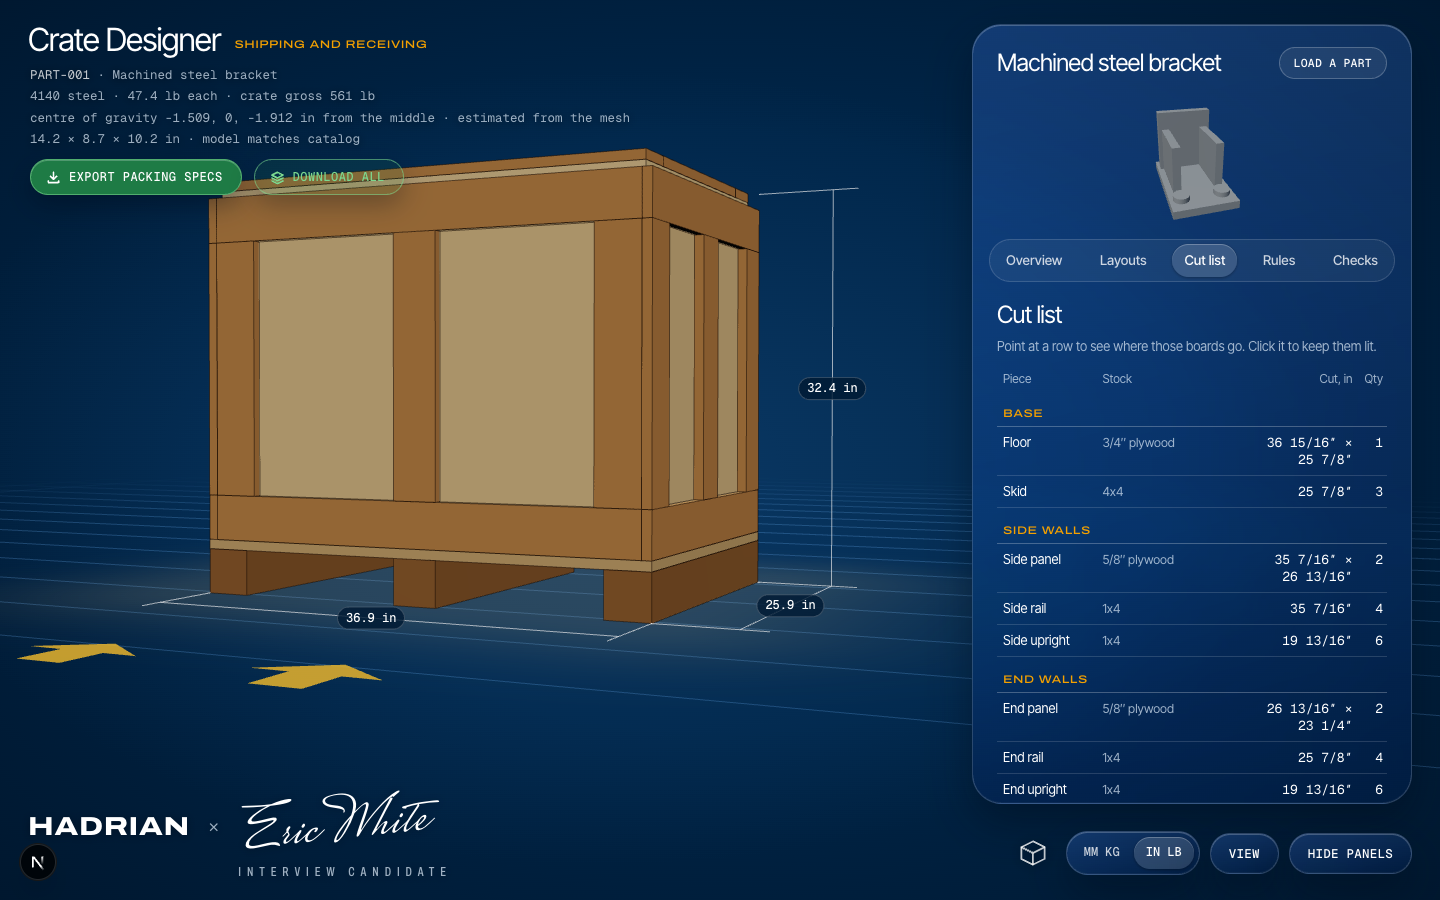 Crate Designer SHIPPING AND RECEIVING
PART-001 · Machined steel bracket
4140 steel · 47.4 lb each · crate gross 561 lb
centre of gravity -1.509, 0, -1.912 in from the middle · estimated from the mesh
14.2 × 8.7 × 10.2 in · model matches catalog
EXPORT PACKING SPECS
DOWNLOAD ALL
32.4 in
25.9 in
36.9 in
HADRIAN × Eric White
INTERVIEW CANDIDATE
N
Machined steel bracket
LOAD A PART
Overview Layouts Cut list Rules Checks
Cut list
Point at a row to see where those boards go. Click it to keep them lit.
Piece Stock Cut, in Qty
BASE
Floor 3/4″ plywood 36 15/16″ × 1
25 7/8″
Skid 4x4 25 7/8″ 3
SIDE WALLS
Side panel 5/8″ plywood 35 7/16″ × 2
26 13/16″
Side rail 1x4 35 7/16″ 4
Side upright 1x4 19 13/16″ 6
END WALLS
End panel 5/8″ plywood 26 13/16″ × 2
23 1/4″
End rail 1x4 25 7/8″ 4
End upright 1x4 19 13/16″ 6
MM KG IN LB
VIEW
HIDE PANELS